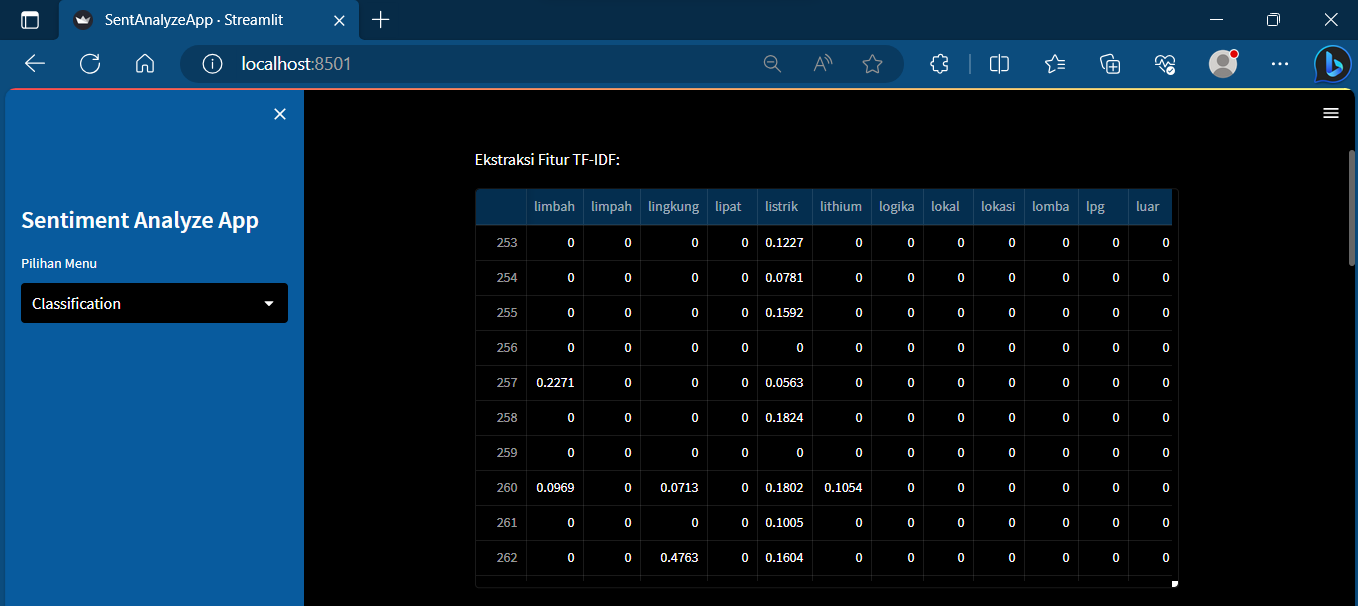 SentAnalyzeApp · Streamlit
localhost:8501
Sentiment Analyze App
Pilihan Menu
Classification
Ekstraksi Fitur TF-IDF:
limbah limpah lingkung lipat listrik lithium logika lokal lokasi lomba lpg luar
253 0 0 0 0 0.1227 0 0 0 0 0 0 0
254 0 0 0 0 0.0781 0 0 0 0 0 0 0
255 0 0 0 0 0.1592 0 0 0 0 0 0 0
256 0 0 0 0 0 0 0 0 0 0 0 0
257 0.2271 0 0 0 0.0563 0 0 0 0 0 0 0
258 0 0 0 0 0.1824 0 0 0 0 0 0 0
259 0 0 0 0 0 0 0 0 0 0 0 0
260 0.0969 0 0.0713 0 0.1802 0.1054 0 0 0 0 0 0
261 0 0 0 0 0.1005 0 0 0 0 0 0 0
262 0 0 0.4763 0 0.1604 0 0 0 0 0 0 0